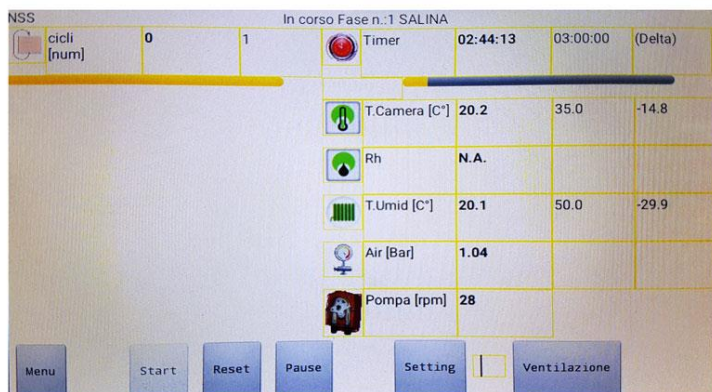 NSS
In corso Fase n.:1 SALINA
cicli [num] 0 1 Timer 02:44:13 03:00:00 (Delta)
T.Camera [C°] 20.2 35.0 -14.8
Rh N.A.
T.Umid [C°] 20.1 50.0 -29.9
Air [Bar] 1.04
Pompa [rpm] 28
Menu Start Reset Pause Setting Ventilazione